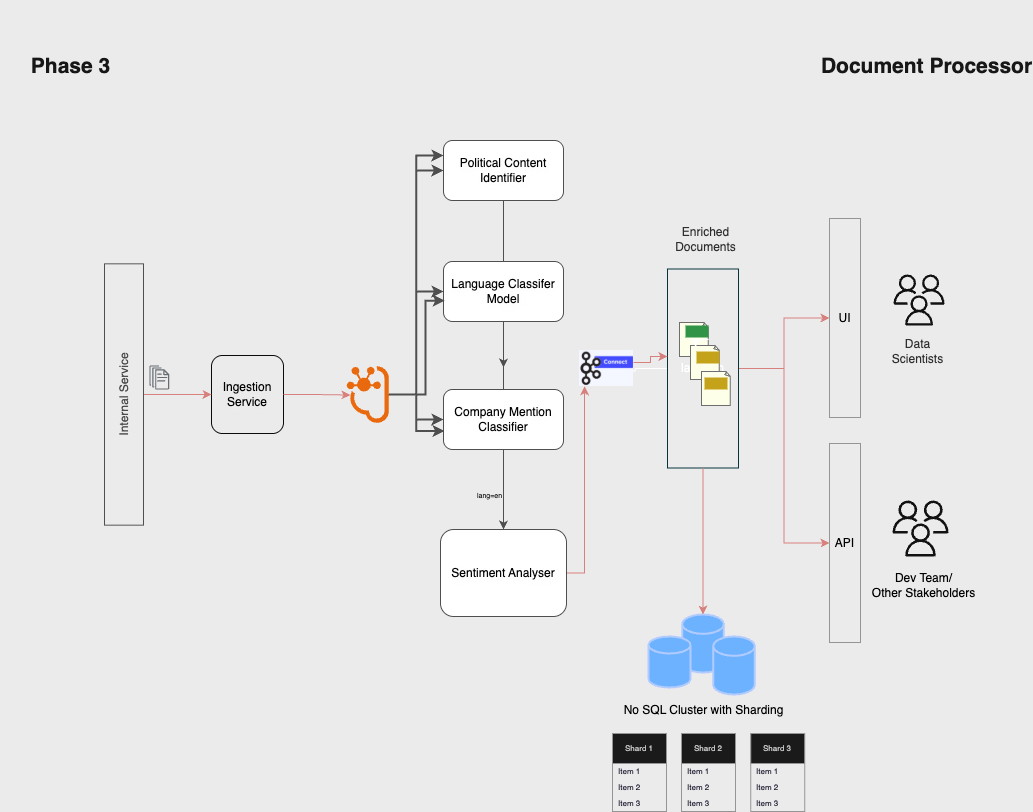 Phase 3
Document Processor
Political Content
Identifier
Enriched
Documents
Language Classifer
Model
Internal Service
Ingestion
Service
Connect
UI
Data
Scientists
Company Mention
Classifier
lang=en
Sentiment Analyser
API
Dev Team/
Other Stakeholders
No SQL Cluster with Sharding
Shard 1
Shard 2
Shard 3
Item 1
Item 1
Item 1
Item 2
Item 2
Item 2
Item 3
Item 3
Item 3